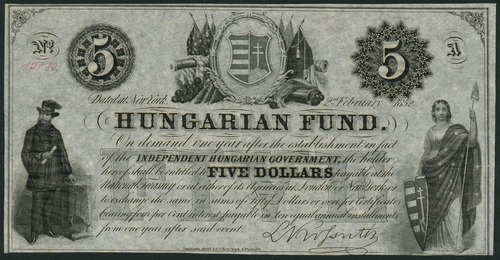 No.
5
5
A
Dated at New York 2 February 1852
HUNGARIAN FUND.
On demand one year after the establishment in fact
of the INDEPENDENT HUNGARIAN GOVERNMENT, the holder
hereof shall be entitled to FIVE DOLLARS payable at the
National Treasury or at either of its Agencies at London or New York, or
to exchange the same in sums of Fifty Dollars or over for Certificates
bearing four per Cent interest, payable in ten equal annual instalments
from one year after said event.